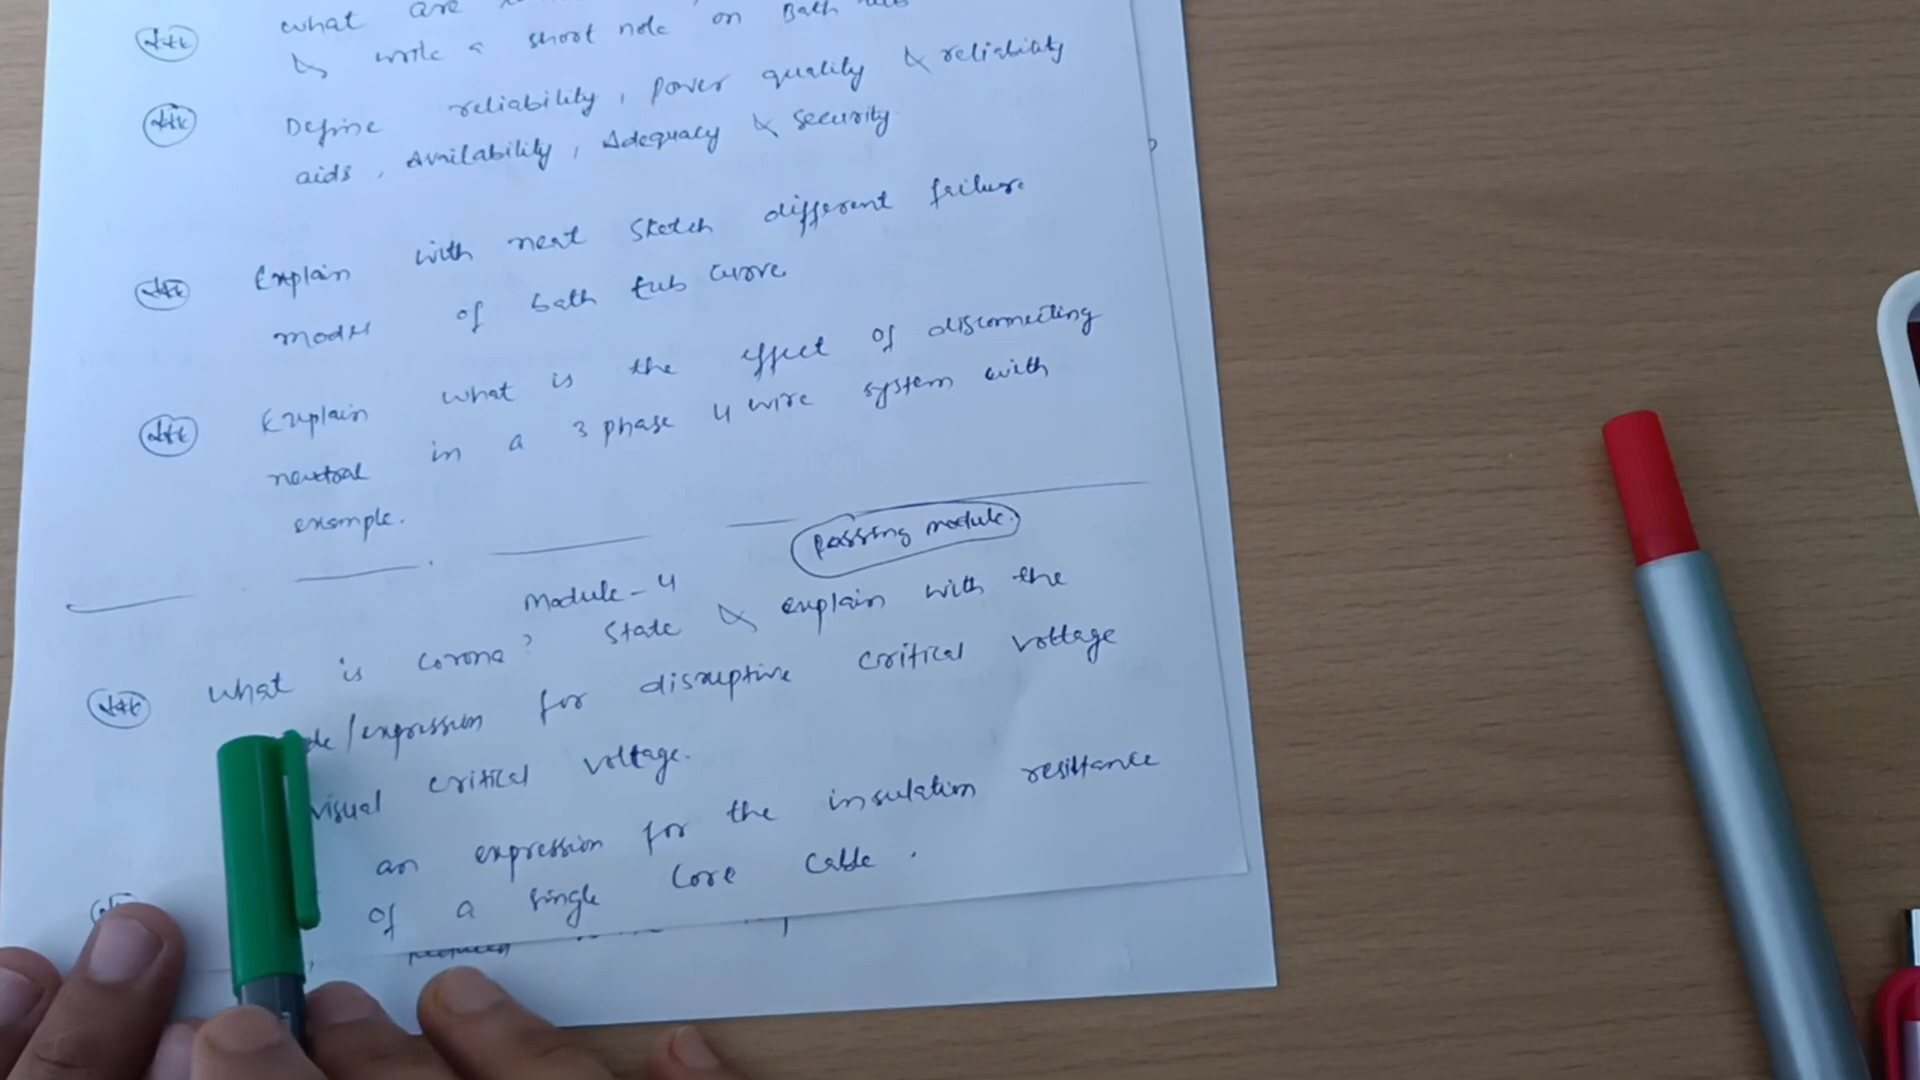 what are
& write a short note on Bath
Define reliability, power quality & reliability
aids, Availability, Adequacy & Security
Explain with neat sketch different failure
modes of bath tub curve
Explain what is the effect of disconnecting
neutral in a 3 phase 4 wire system with
example.
passing module.
Module-4
What is corona? State & explain with the
/expression for disruptive critical voltage
visual critical voltage.
an expression for the insulation resistance
of a single core cable.